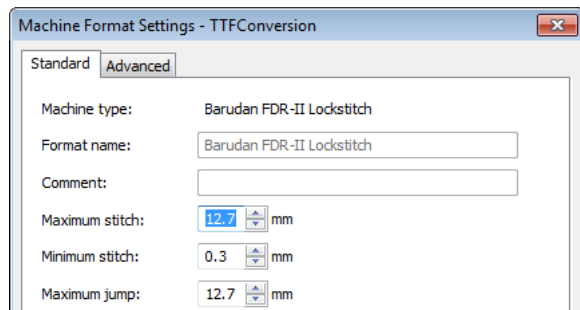 Machine Format Settings - TTFConversion
Standard Advanced
Machine type: Barudan FDR-II Lockstitch
Format name: Barudan FDR-II Lockstitch
Comment:
Maximum stitch: 12.7 mm
Minimum stitch: 0.3 mm
Maximum jump: 12.7 mm